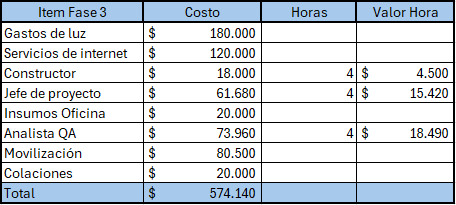 Item Fase 3 Costo Horas Valor Hora
Gastos de luz $ 180.000
Servicios de internet $ 120.000
Constructor $ 18.000 4 $ 4.500
Jefe de proyecto $ 61.680 4 $ 15.420
Insumos Oficina $ 20.000
Analista QA $ 73.960 4 $ 18.490
Movilización $ 80.500
Colaciones $ 20.000
Total $ 574.140